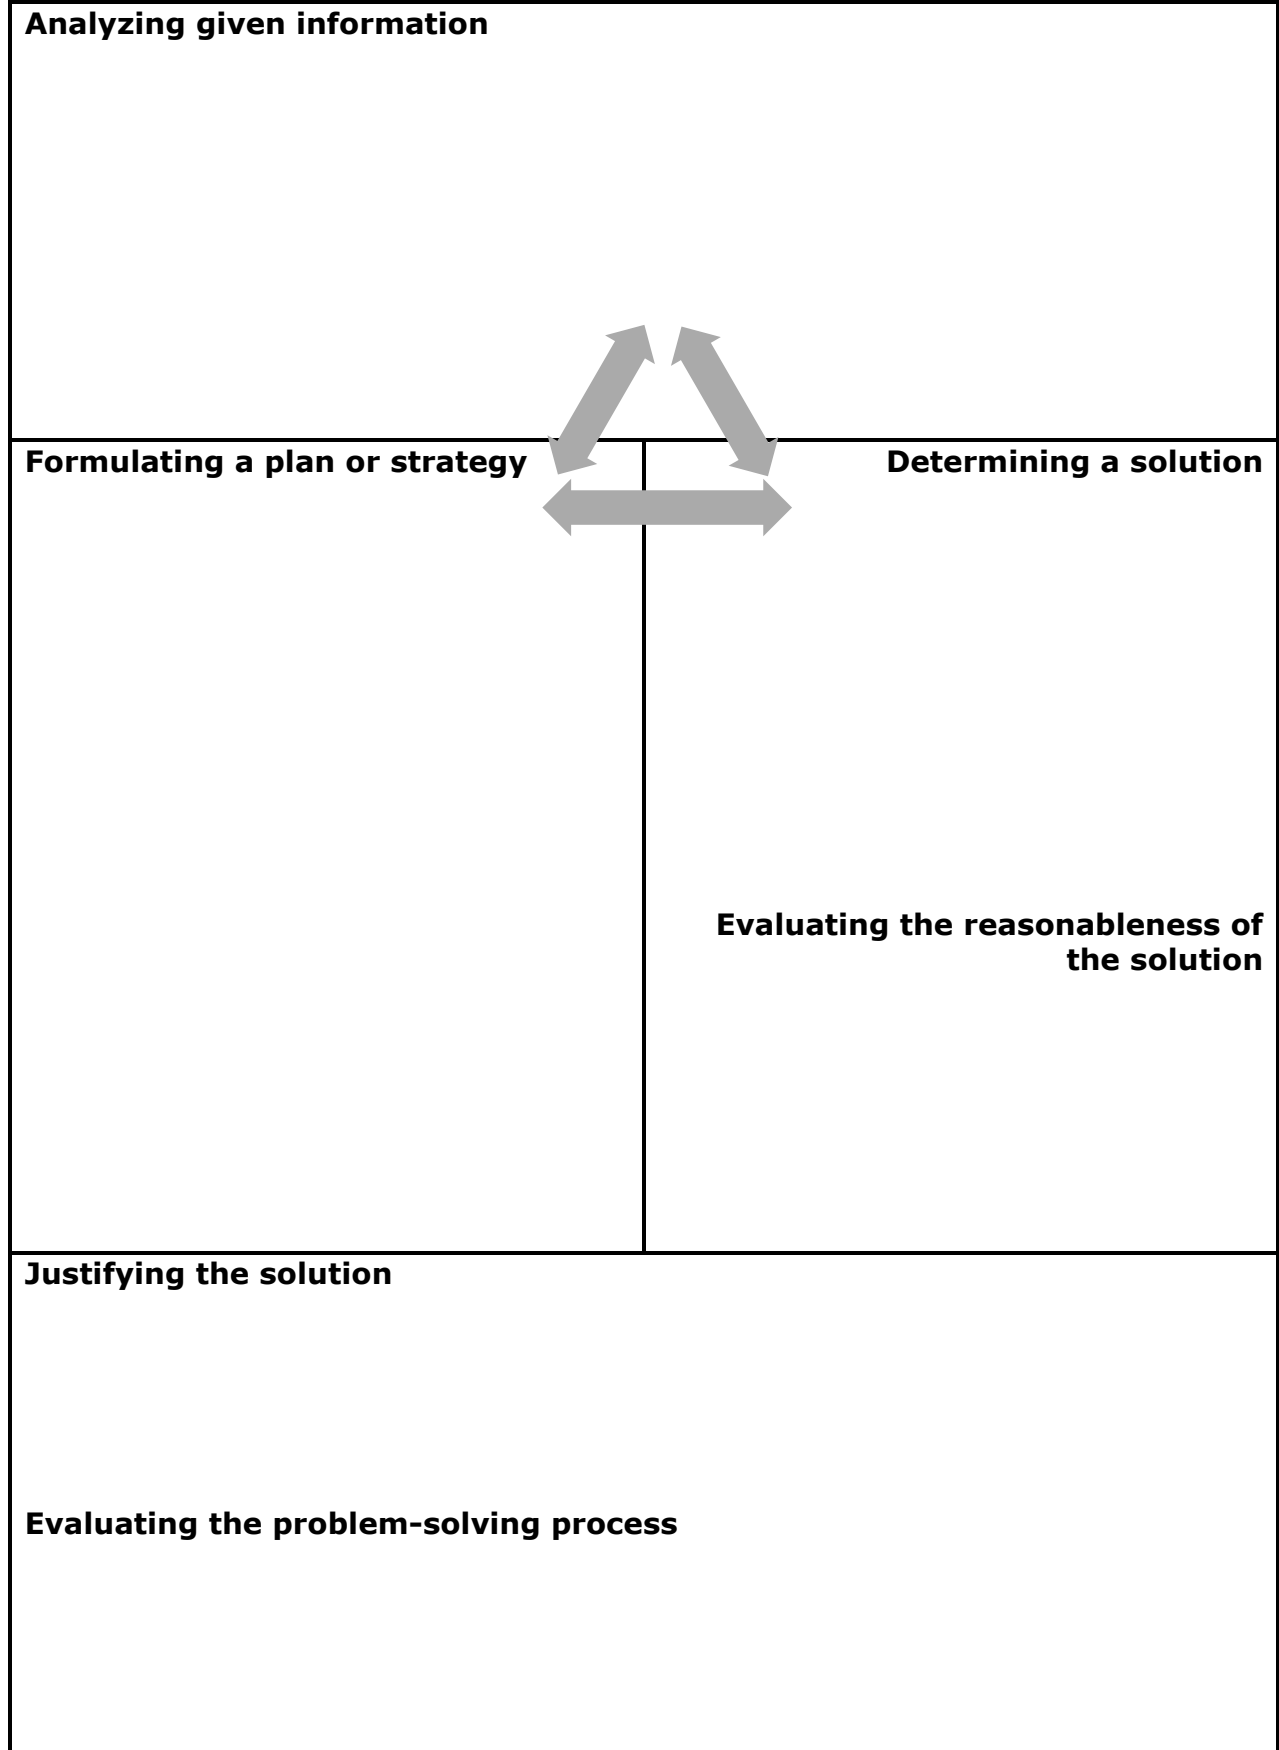 Analyzing given information
Formulating a plan or strategy
Determining a solution
Evaluating the reasonableness of
the solution
Justifying the solution
Evaluating the problem-solving process